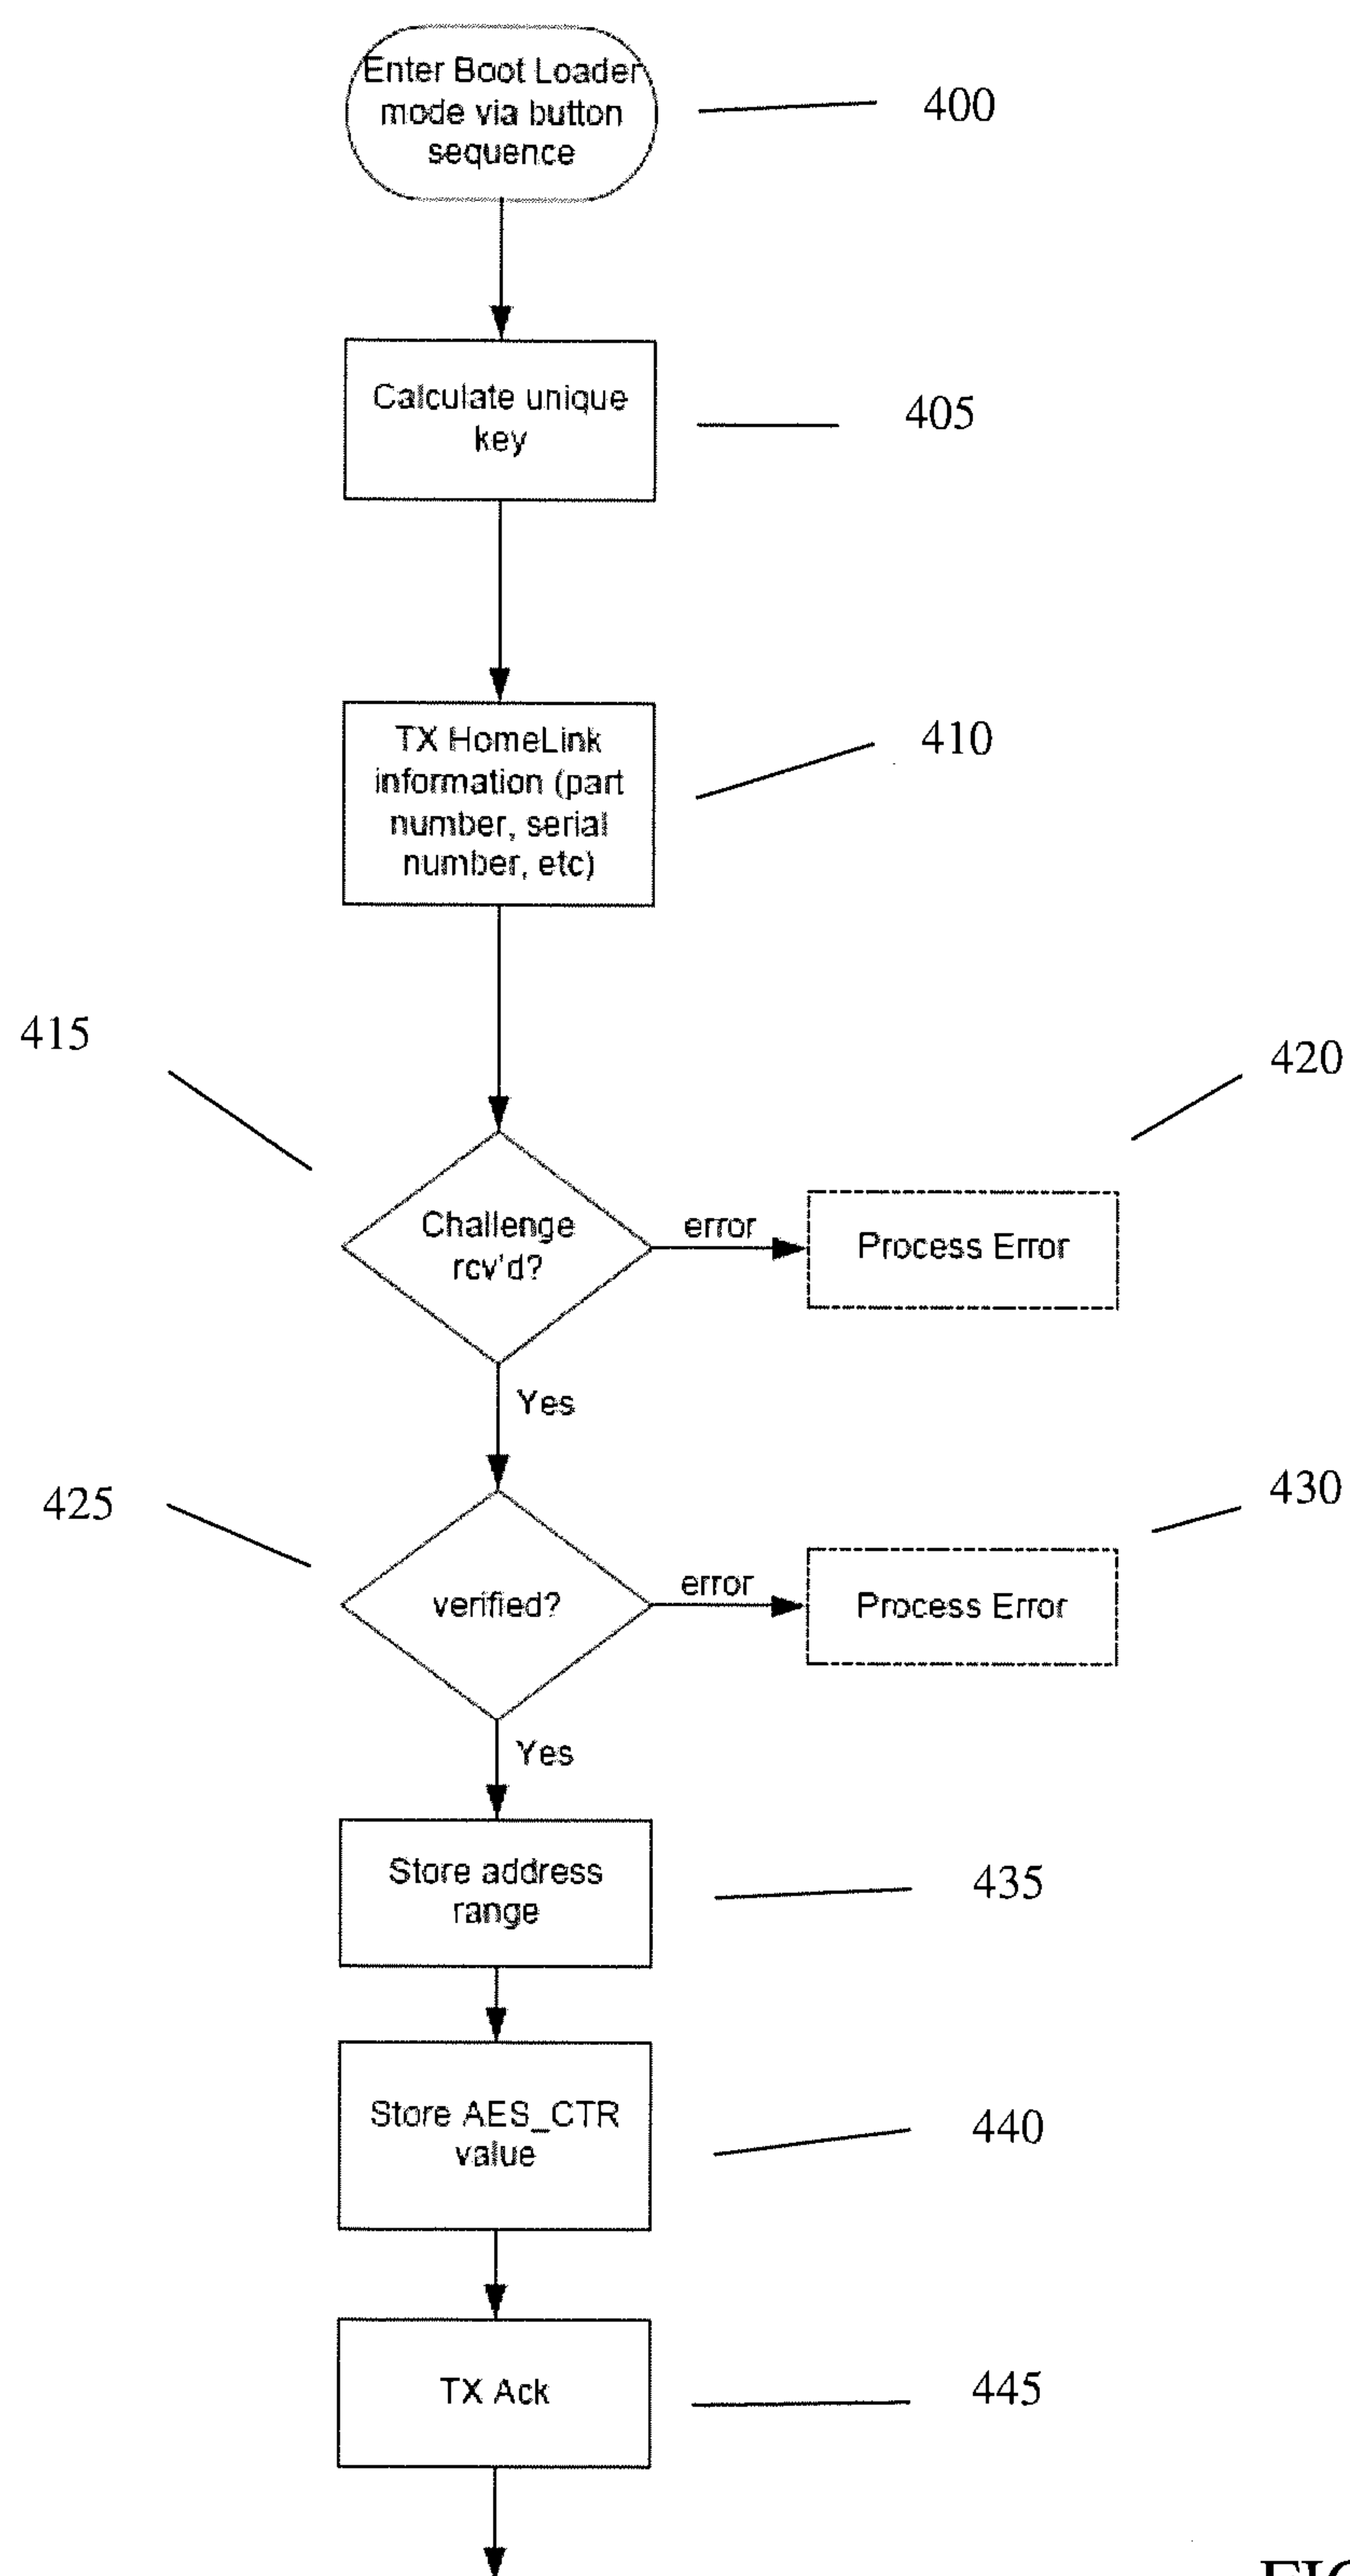 Enter Boot Loader
mode via button
sequence
400
Calculate unique
key
405
TX HomeLink
information (part
number, serial
number, etc)
410
415
420
Challenge
rcv'd?
error
Process Error
Yes
425
430
verified?
error
Process Error
Yes
Store address
range
435
Store AES_CTR
value
440
TX Ack
445